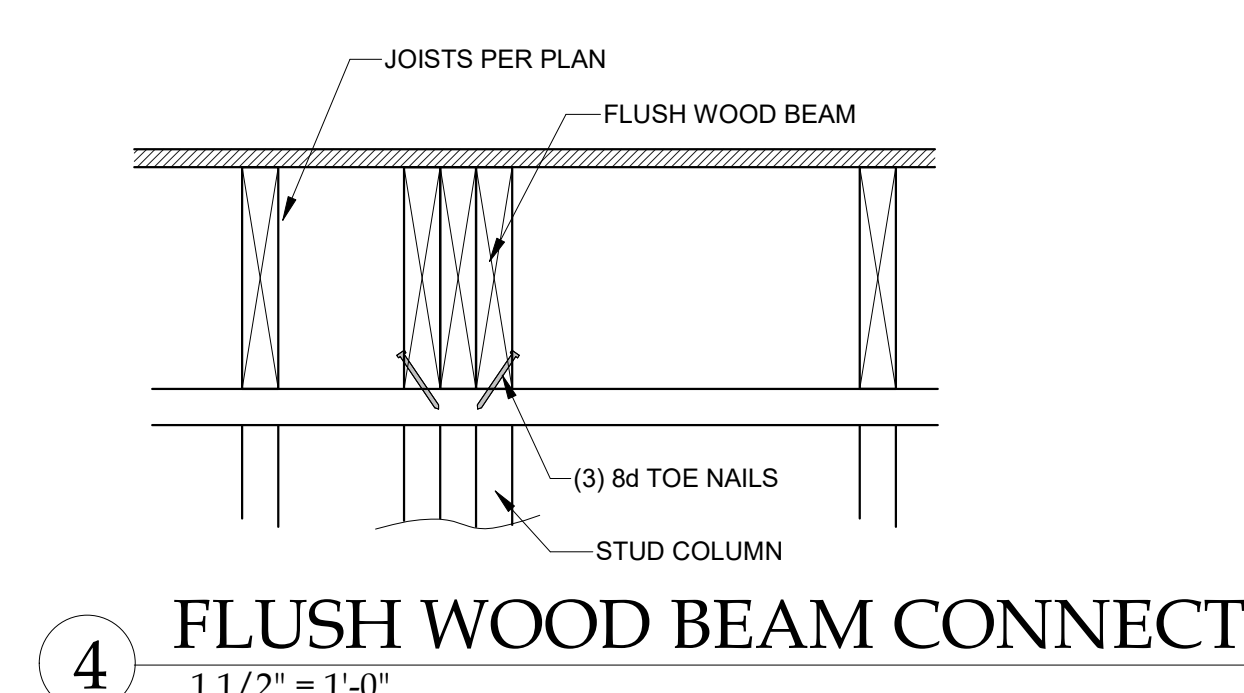 JOISTS PER PLAN
FLUSH WOOD BEAM
(3) 8d TOE NAILS
STUD COLUMN
4
FLUSH WOOD BEAM CONNECT
1 1/2" = 1'-0"